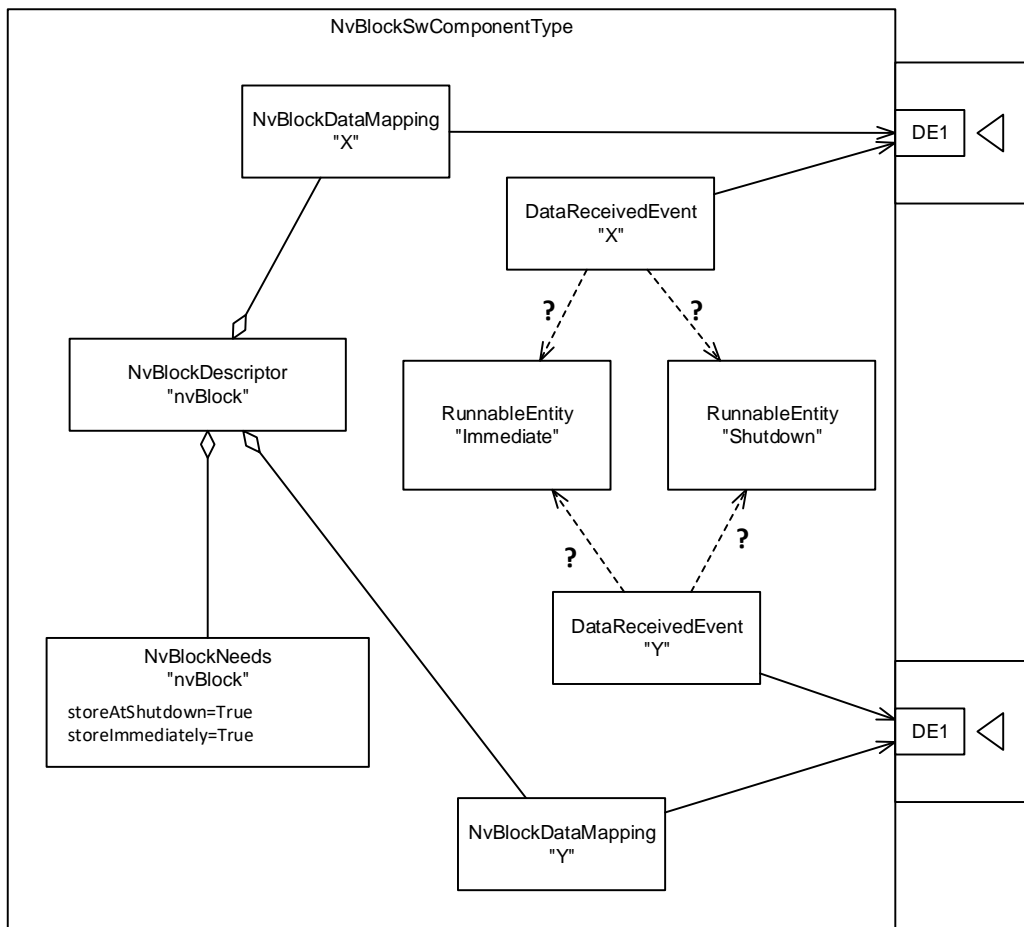 NvBlockSwComponentType
NvBlockDataMapping
"X"
DE1
DataReceivedEvent
"X"
?
?
NvBlockDescriptor
"nvBlock"
RunnableEntity
"Immediate"
RunnableEntity
"Shutdown"
?
?
DataReceivedEvent
"Y"
NvBlockNeeds
"nvBlock"
storeAtShutdown=True
storeImmediately=True
DE1
NvBlockDataMapping
"Y"